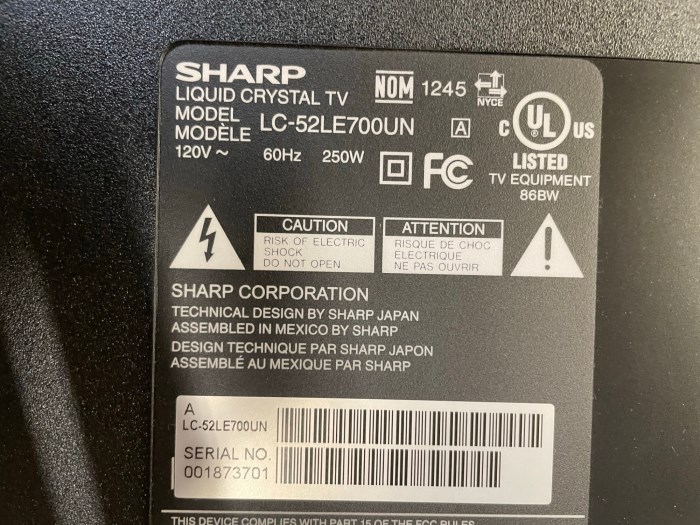 SHARP
LIQUID CRYSTAL TV
NOM 1245
NYCE
MODEL
MODÈLE LC-52LE700UN A
120V ~ 60Hz 250W
FC
C UL US
LISTED
TV EQUIPMENT
86BW
CAUTION
RISK OF ELECTRIC
SHOCK
DO NOT OPEN
ATTENTION
RISQUE DE CHOC
ELECTRIQUE
NE PAS OUVRIR
SHARP CORPORATION
TECHNICAL DESIGN BY SHARP JAPAN
ASSEMBLED IN MEXICO BY SHARP
DESIGN TECHNIQUE PAR SHARP JAPON
ASSEMBLÉ AU MEXIQUE PAR SHARP
A
LC-52LE700UN
SERIAL NO.
001873701
THIS DEVICE COMPLIES WITH PART 15 OF THE FCC RULES